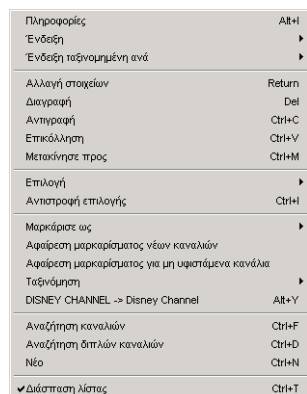 Πληροφορίες Alt+I
Ένδειξη
Ένδειξη ταξινομημένη ανά
Αλλαγή στοιχείων Return
Διαγραφή Del
Αντιγραφή Ctrl+C
Επικόλληση Ctrl+V
Μετακίνησε προς Ctrl+M
Επιλογή
Αντιστροφή επιλογής Ctrl+I
Μαρκάρισε ως
Αφαίρεση μαρκαρίσματος νέων καναλιών
Αφαίρεση μαρκαρίσματος για μη υφιστάμενα κανάλια
Ταξινόμηση
DISNEY CHANNEL -> Disney Channel Alt+Y
Αναζήτηση καναλιών Ctrl+F
Αναζήτηση διπλών καναλιών Ctrl+D
Νέο Ctrl+N
✔Διάσπαση λίστας Ctrl+T